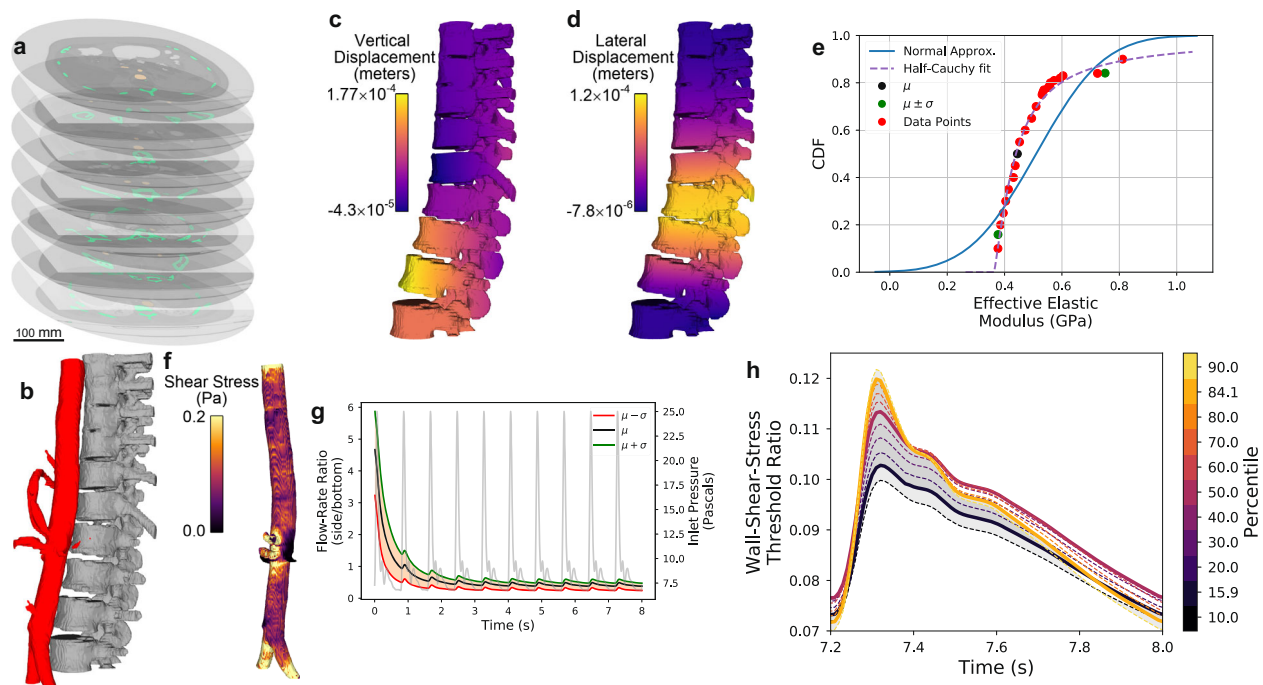 a
100 mm
b
c
Vertical
Displacement
(meters)
1.77×10⁻⁴
-4.3×10⁻⁵
d
Lateral
Displacement
(meters)
1.2×10⁻⁴
-7.8×10⁻⁶
e
CDF
1.0
0.8
0.6
0.4
0.2
0.0
Normal Approx.
Half-Cauchy fit
μ
μ ± σ
Data Points
0.0 0.2 0.4 0.6 0.8 1.0
Effective Elastic
Modulus (GPa)
f
Shear Stress
(Pa)
0.2
0.0
g
Flow-Rate Ratio
(side/bottom)
6
5
4
3
2
1
0
μ − σ
μ
μ + σ
25.0
22.5
20.0
17.5
15.0
12.5
10.0
7.5
Inlet Pressure
(Pascals)
0 1 2 3 4 5 6 7 8
Time (s)
h
Wall-Shear-Stress
Threshold Ratio
0.12
0.11
0.10
0.09
0.08
0.07
7.2 7.4 7.6 7.8 8.0
Time (s)
90.0
84.1
80.0
70.0
60.0
50.0
40.0
30.0
20.0
15.9
10.0
Percentile